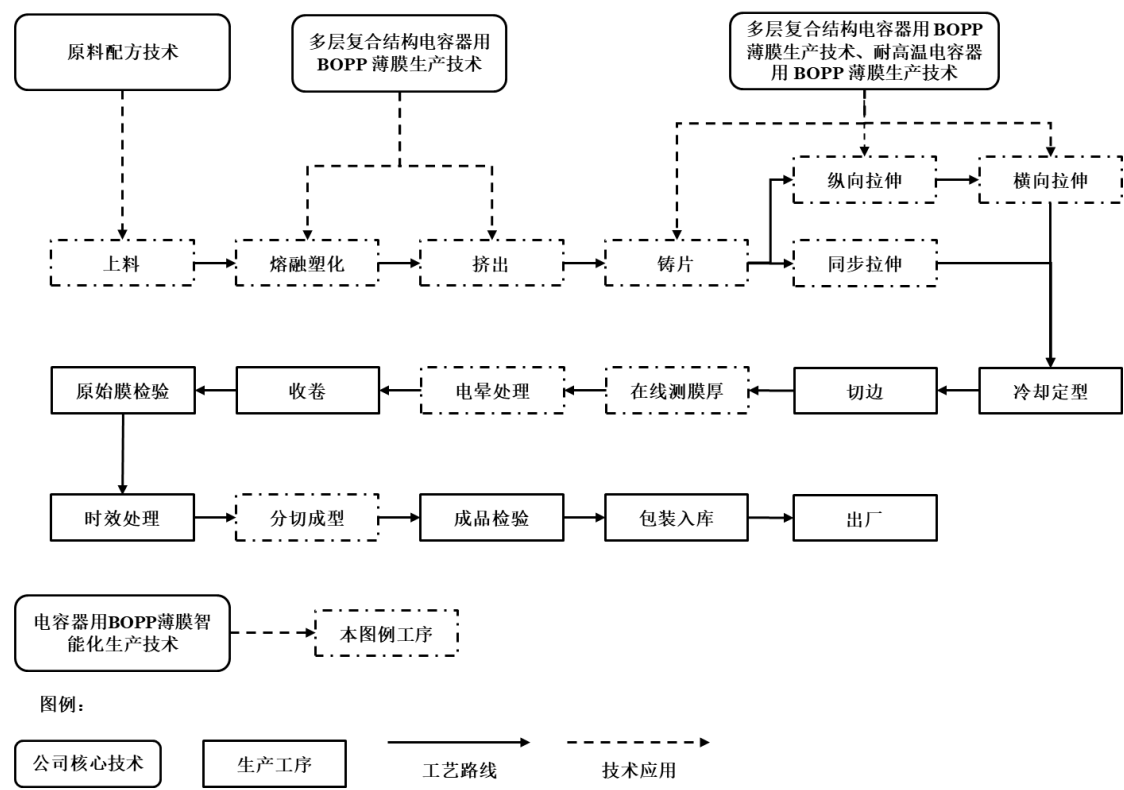 原料配方技术
多层复合结构电容器用
BOPP 薄膜生产技术
多层复合结构电容器用 BOPP
薄膜生产技术、耐高温电容器
用 BOPP 薄膜生产技术
纵向拉伸
横向拉伸
上料
熔融塑化
挤出
铸片
同步拉伸
原始膜检验
收卷
电晕处理
在线测膜厚
切边
冷却定型
时效处理
分切成型
成品检验
包装入库
出厂
电容器用BOPP薄膜智
能化生产技术
本图例工序
图例：
公司核心技术
生产工序
工艺路线
技术应用